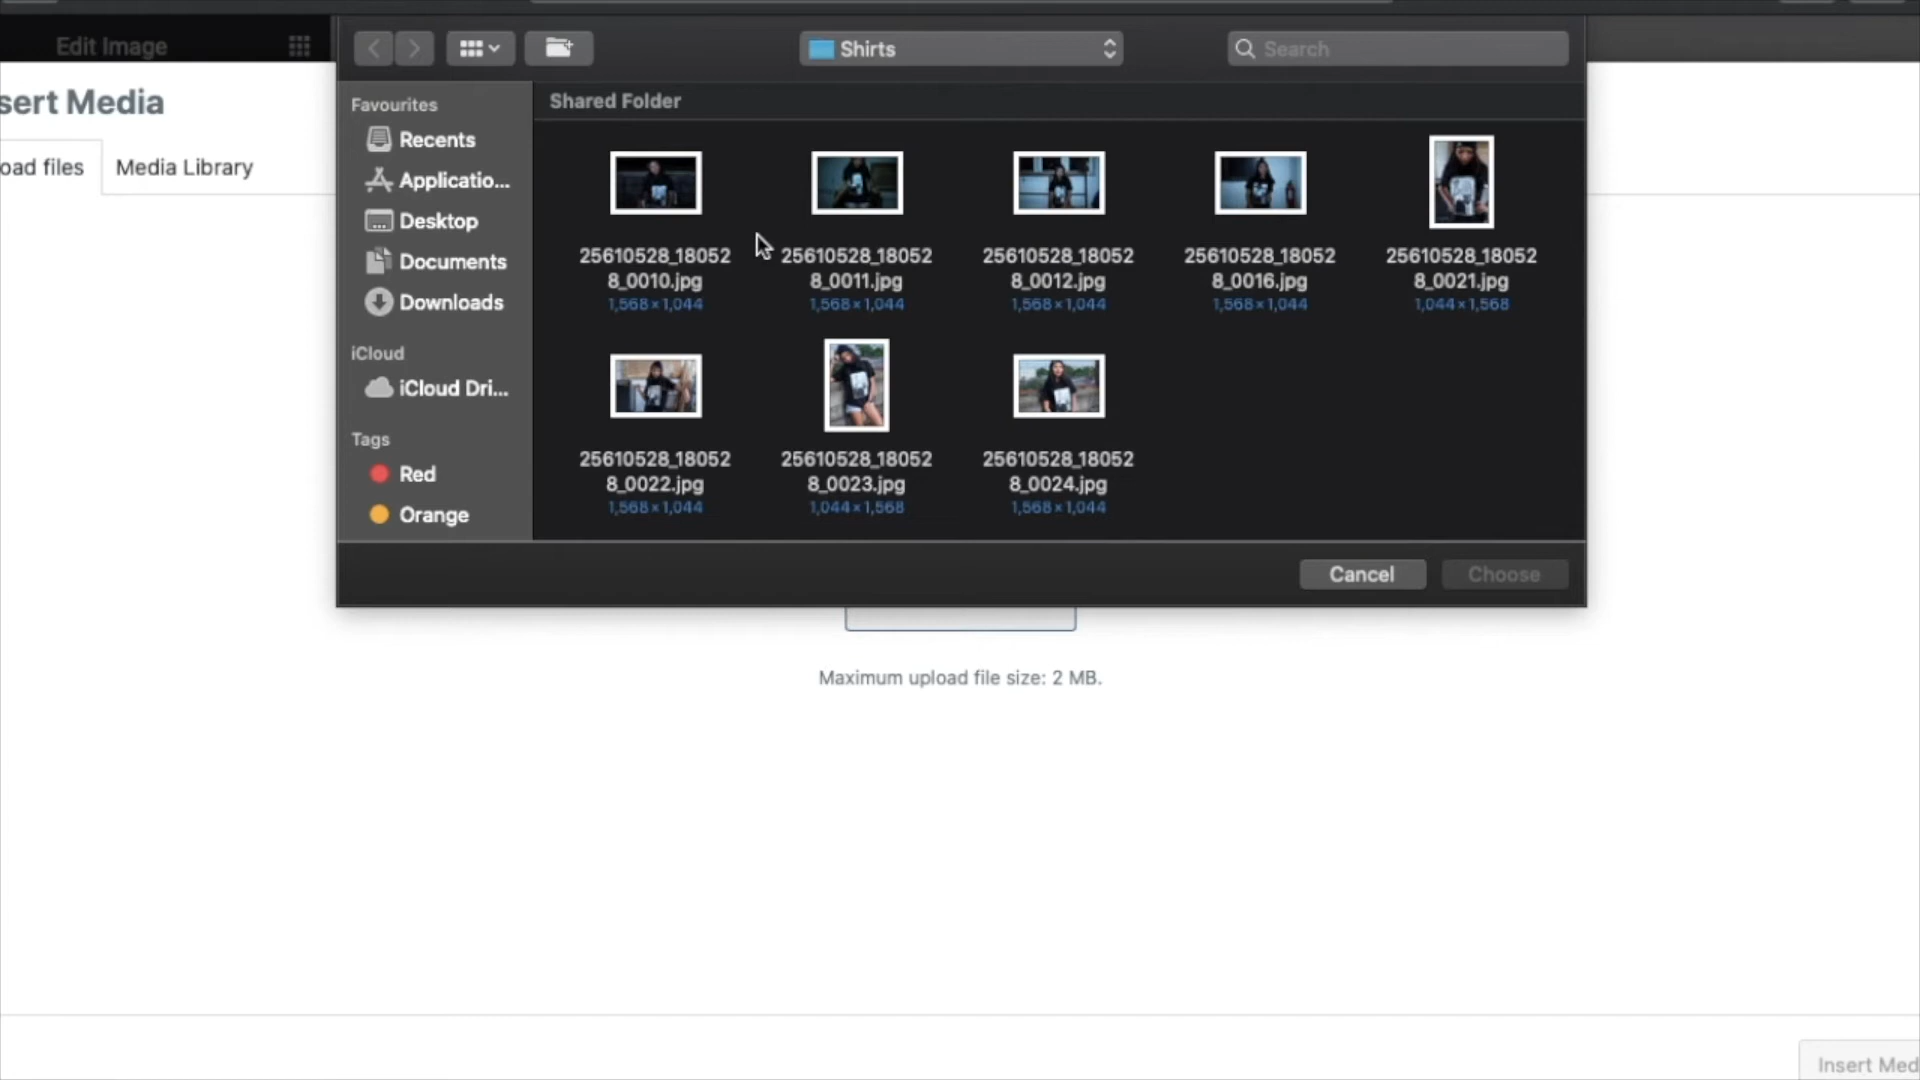 Edit Image
Shirts
Search
sert Media
oad files
Media Library
Favourites
Recents
Applicatio...
Desktop
Documents
Downloads
iCloud
iCloud Dri...
Tags
Red
Orange
Shared Folder
25610528_18052
8_0010.jpg
1,568×1,044
25610528_18052
8_0011.jpg
1,568×1,044
25610528_18052
8_0012.jpg
1,568×1,044
25610528_18052
8_0016.jpg
1,568×1,044
25610528_18052
8_0021.jpg
1,044×1,568
25610528_18052
8_0022.jpg
1,568×1,044
25610528_18052
8_0023.jpg
1,044×1,568
25610528_18052
8_0024.jpg
1,568×1,044
Cancel
Choose
Maximum upload file size: 2 MB.
Insert Med